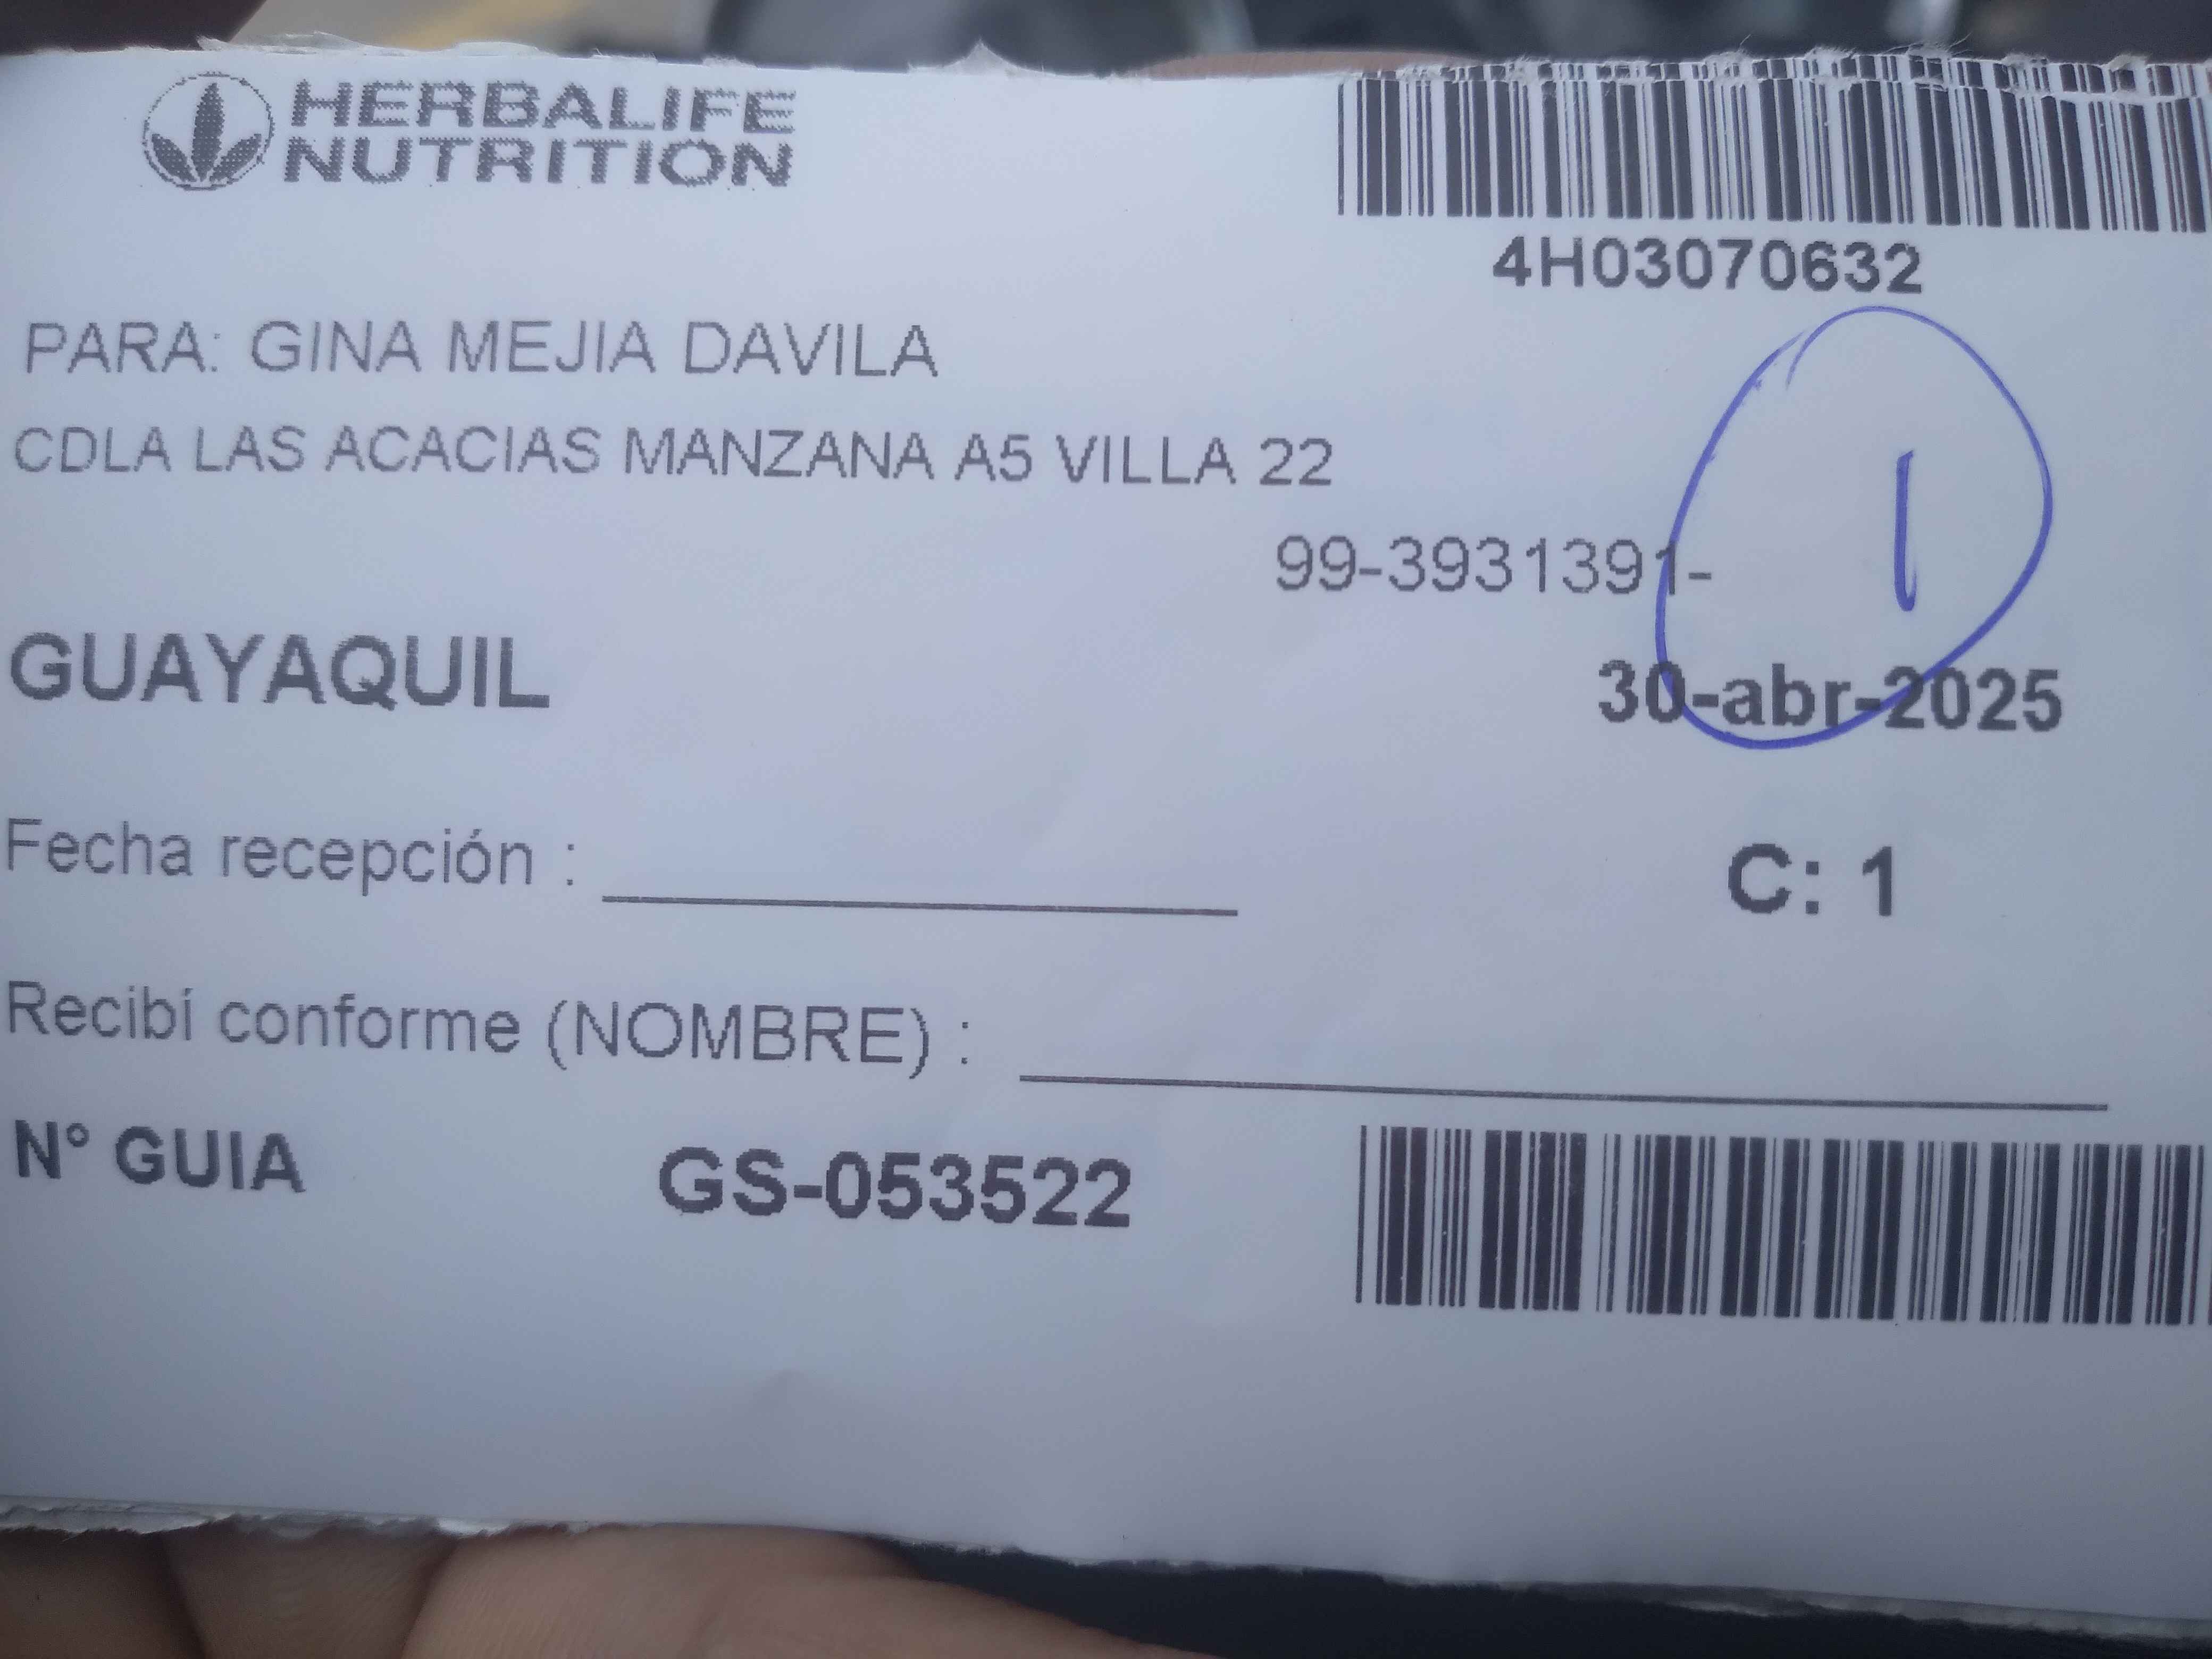 HERBALIFE
NUTRITION
4H03070632
PARA: GINA MEJIA DAVILA
CDLA LAS ACACIAS MANZANA A5 VILLA 22
99-3931391-
1
GUAYAQUIL
30-abr-2025
Fecha recepción :
C: 1
Recibí conforme (NOMBRE) :
N° GUIA GS-053522